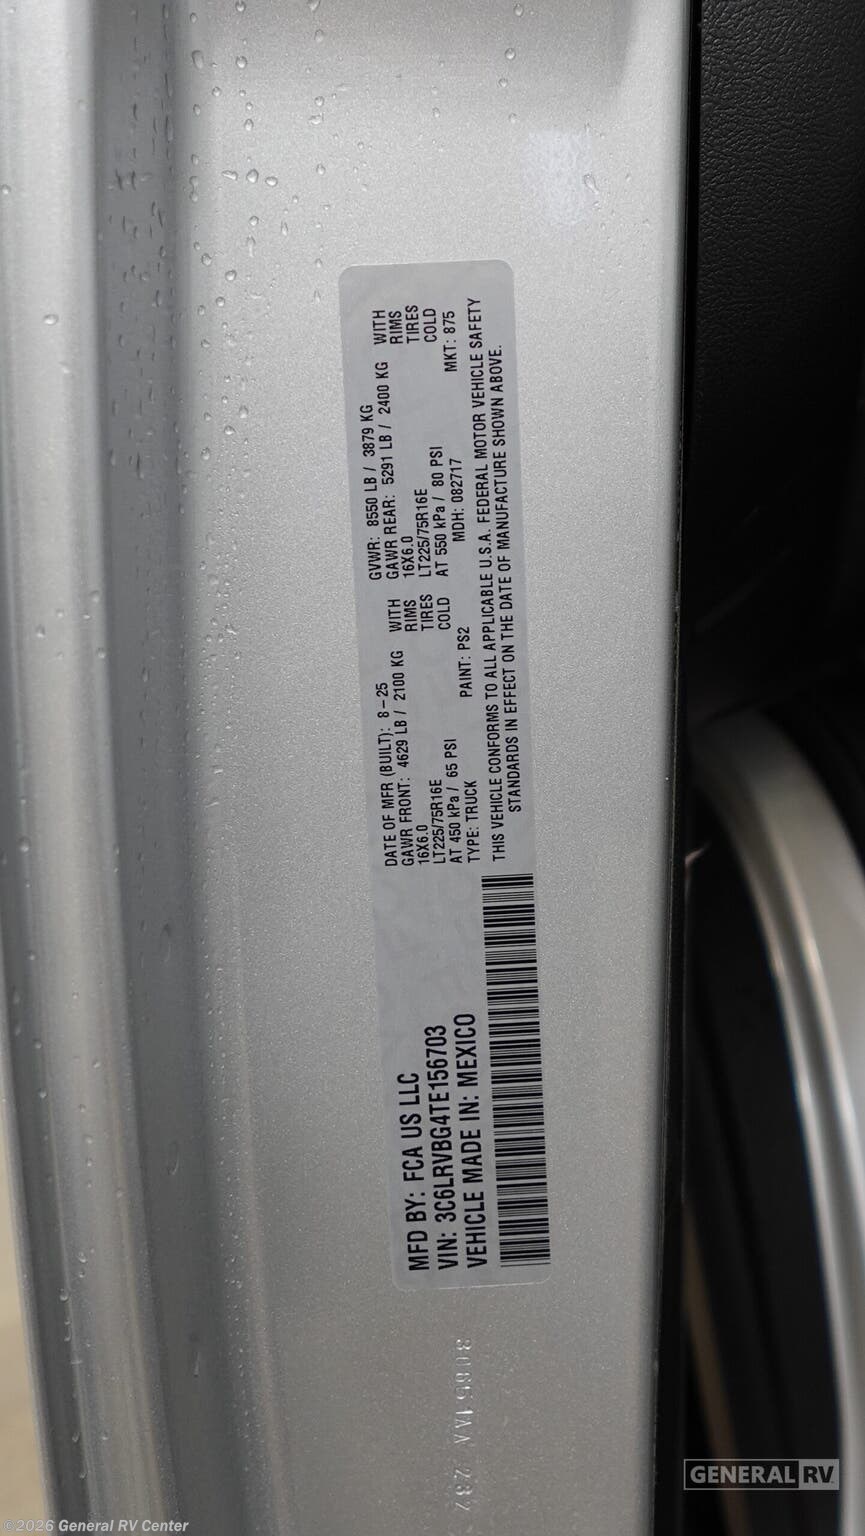 MFD BY: FCA US LLC
VIN: 3C6LRVBG4TE156703
VEHICLE MADE IN: MEXICO
DATE OF MFR (BUILT): 8-25
GVWR: 8550 LB / 3879 KG
GAWR FRONT: 4629 LB / 2100 KG WITH
GAWR REAR: 5291 LB / 2400 KG WITH
16X6.0 RIMS
16X6.0 RIMS
LT225/75R16E TIRES
LT225/75R16E TIRES
AT 450 kPa / 65 PSI COLD
AT 550 kPa / 80 PSI COLD
TYPE: TRUCK PAINT: PS2 MDH: 082717 MKT: 875
THIS VEHICLE CONFORMS TO ALL APPLICABLE U.S.A. FEDERAL MOTOR VEHICLE SAFETY
STANDARDS IN EFFECT ON THE DATE OF MANUFACTURE SHOWN ABOVE.
GENERAL RV
©2026 General RV Center